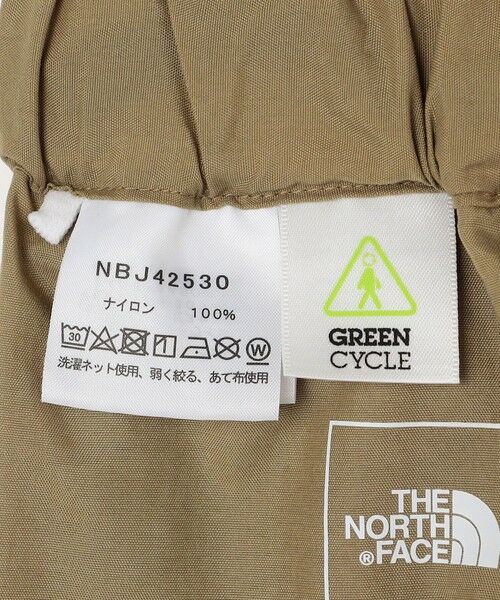 NBJ42530
ナイロン 100%
30
W
洗濯ネット使用、弱く絞る、あて布使用
GREEN
CYCLE
THE
NORTH
®FACE